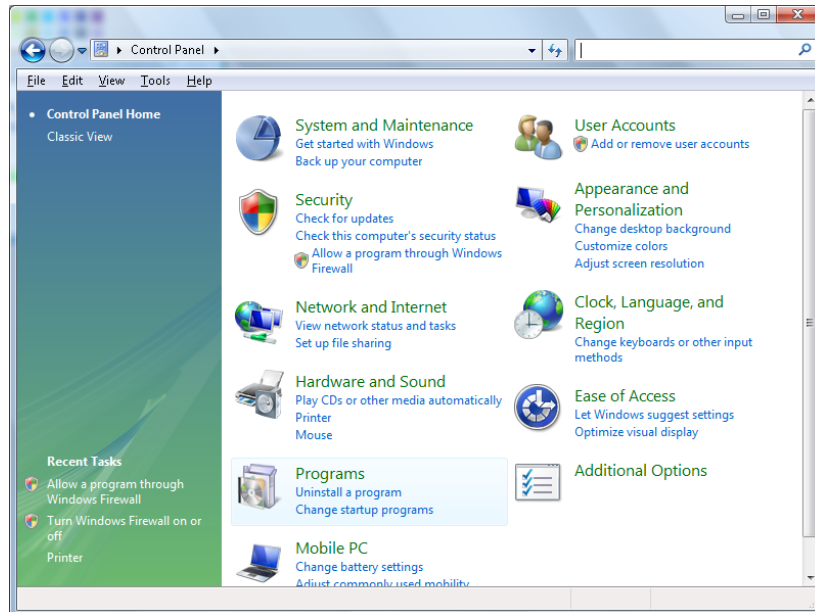 Control Panel
File Edit View Tools Help
Control Panel Home
Classic View
System and Maintenance
Get started with Windows
Back up your computer
Security
Check for updates
Check this computer's security status
Allow a program through Windows
Firewall
Network and Internet
View network status and tasks
Set up file sharing
Hardware and Sound
Play CDs or other media automatically
Printer
Mouse
Programs
Uninstall a program
Change startup programs
Mobile PC
Change battery settings
Adjust commonly used mobility
User Accounts
Add or remove user accounts
Appearance and
Personalization
Change desktop background
Customize colors
Adjust screen resolution
Clock, Language, and
Region
Change keyboards or other input
methods
Ease of Access
Let Windows suggest settings
Optimize visual display
Additional Options
Recent Tasks
Allow a program through
Windows Firewall
Turn Windows Firewall on or
off
Printer